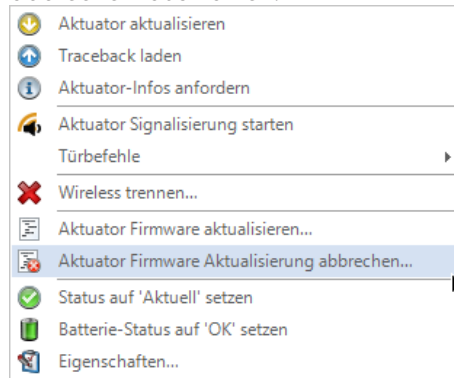 Aktuator aktualisieren
Traceback laden
Aktuator-Infos anfordern
Aktuator Signalisierung starten
Türbefehle
Wireless trennen...
Aktuator Firmware aktualisieren...
Aktuator Firmware Aktualisierung abbrechen...
Status auf 'Aktuell' setzen
Batterie-Status auf 'OK' setzen
Eigenschaften...